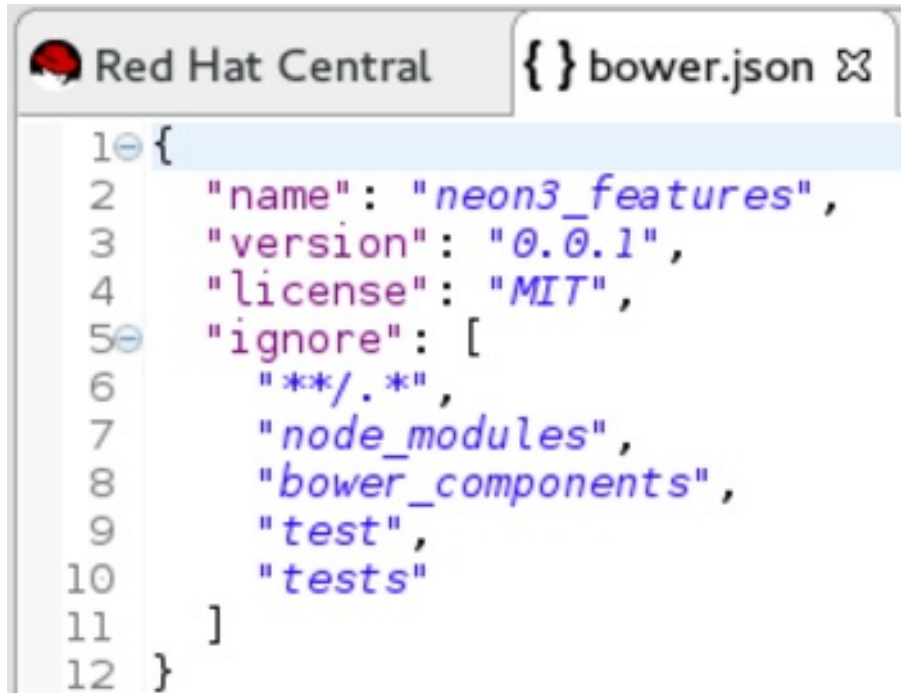 Red Hat Central {} bower.json
1 {
2 "name": "neon3_features",
3 "version": "0.0.1",
4 "license": "MIT",
5 "ignore": [
6 "**/.*",
7 "node_modules",
8 "bower_components",
9 "test",
10 "tests"
11 ]
12 }